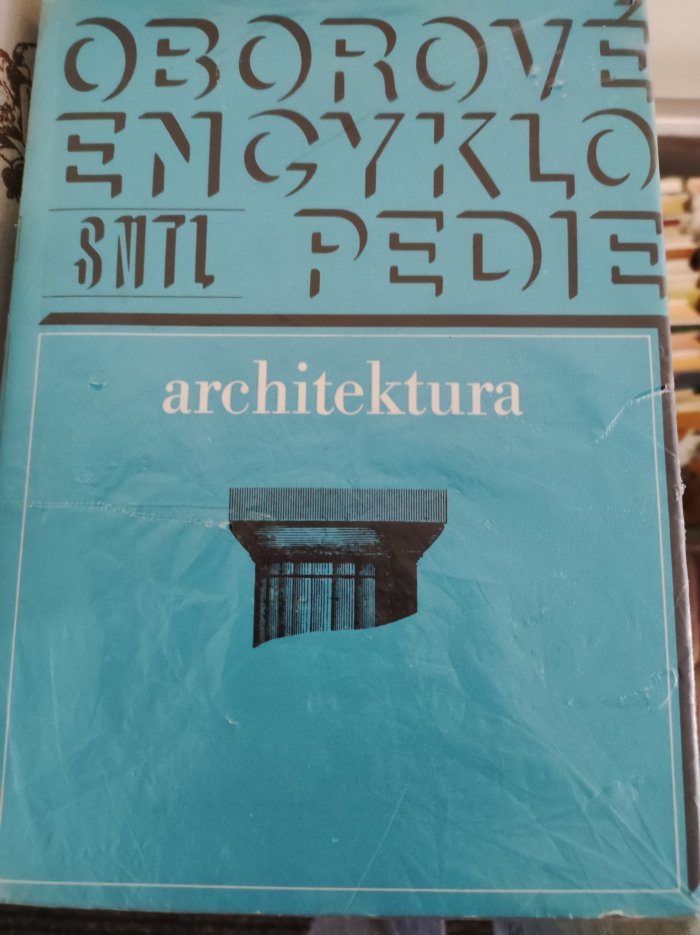 OBOROVÉ
ENCYKLO
SNTL PEDIE
architektura